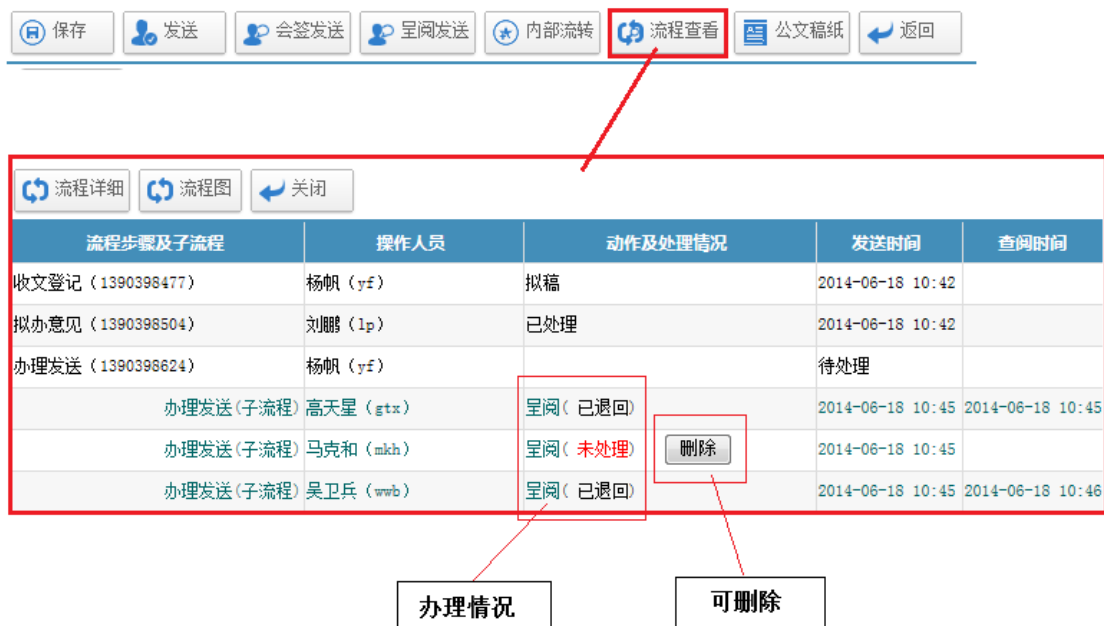 保存 发送 会签发送 呈阅发送 内部流转 流程查看 公文稿纸 返回
流程详细 流程图 关闭
流程步骤及子流程 操作人员 动作及处理情况 发送时间 查阅时间
收文登记（1390398477） 杨帆（yf） 拟稿 2014-06-18 10:42
拟办意见（1390398504） 刘鹏（lp） 已处理 2014-06-18 10:42
办理发送（1390398624） 杨帆（yf） 待处理
办理发送(子流程) 高天星（gtx） 呈阅( 已退回) 2014-06-18 10:45 2014-06-18 10:45
办理发送(子流程) 马克和（mkh） 呈阅( 未处理) 删除 2014-06-18 10:45
办理发送(子流程) 吴卫兵（wwb） 呈阅( 已退回) 2014-06-18 10:45 2014-06-18 10:46
办理情况 可删除